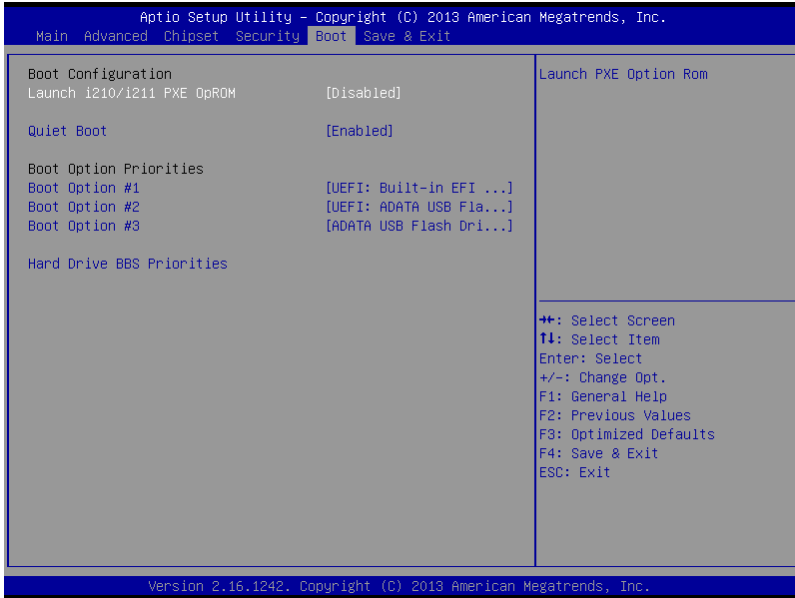 Aptio Setup Utility – Copyright (C) 2013 American Megatrends, Inc.
Main Advanced Chipset Security Boot Save & Exit
Boot Configuration
Launch i210/i211 PXE OpROM [Disabled]
Quiet Boot [Enabled]
Boot Option Priorities
Boot Option #1 [UEFI: Built-in EFI ...]
Boot Option #2 [UEFI: ADATA USB Fla...]
Boot Option #3 [ADATA USB Flash Dri...]
Hard Drive BBS Priorities
Launch PXE Option Rom
→←: Select Screen
↑↓: Select Item
Enter: Select
+/-: Change Opt.
F1: General Help
F2: Previous Values
F3: Optimized Defaults
F4: Save & Exit
ESC: Exit
Version 2.16.1242. Copyright (C) 2013 American Megatrends, Inc.